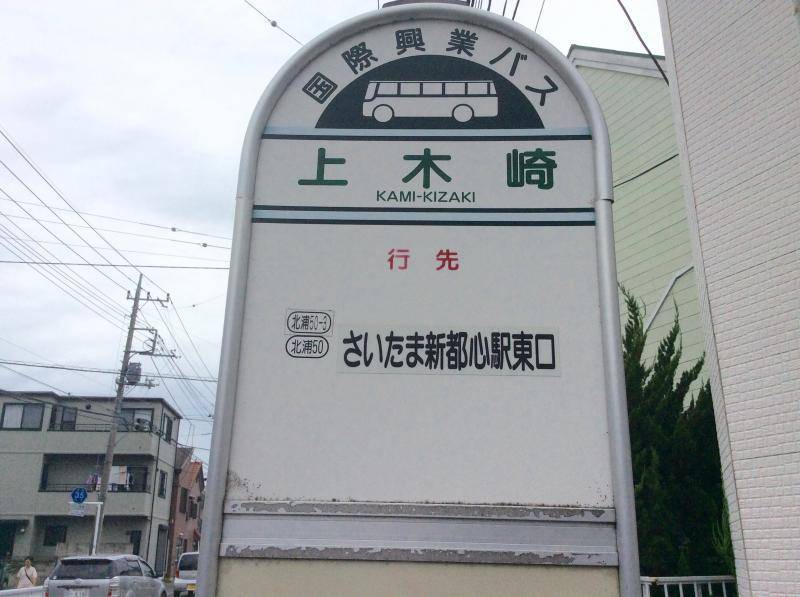 国際興業バス
上木崎
KAMI-KIZAKI
行先
北浦50-3
北浦50
さいたま新都心駅東口
35